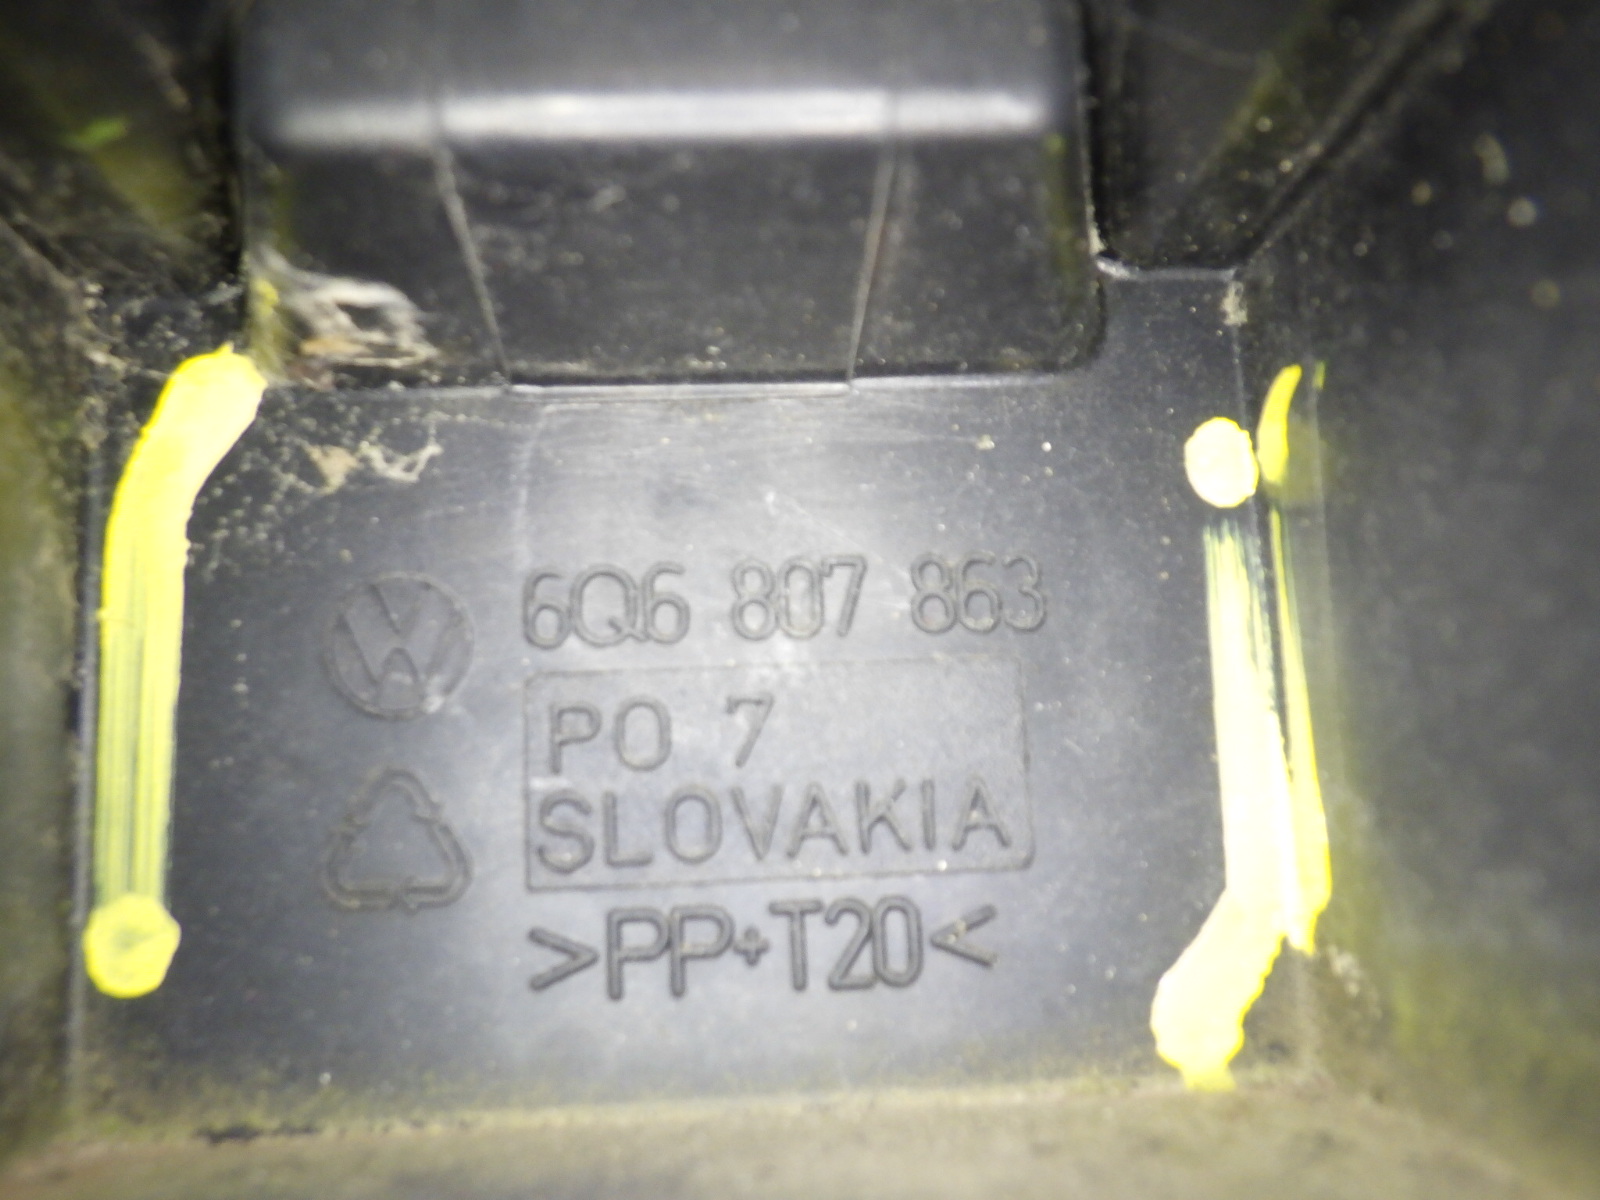 6Q6 807 863
PO 7
SLOVAKIA
>PP+T20<